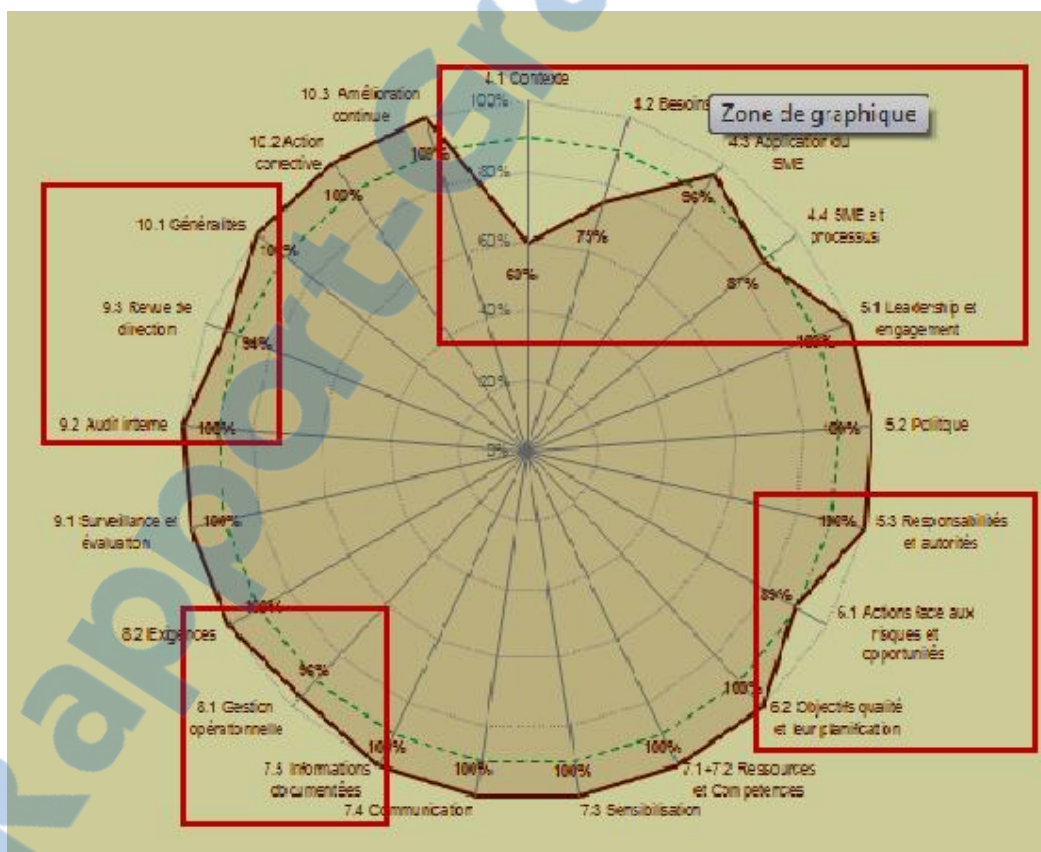 4.1 Contexte
4.2 Besoins
Zone de graphique
4.3 Application du
SME
4.4 SME et
processus
5.1 Leadership et
engagement
5.2 Politique
5.3 Responsabilités
et autorités
6.1 Actions face aux
risques et
opportunités
6.2 Objectifs qualité
et leur planification
7.1+7.2 Ressources
et Competences
7.3 Sensibilisation
7.4 Communication
7.5 Informations
documentées
8.1 Gestion
opérationnelle
8.2 Exigences
9.1 Surveillance et
évaluation
9.2 Audit interne
9.3 Revue de
direction
10.1 Généralités
10.2 Action
corrective
10.3 Amélioration
continue
100%
80%
60%
40%
20%
0%
96%
87%
100%
100%
89%
100%
100%
100%
100%
100%
96%
100%
100%
100%
94%
100%
100%
100%
Rapport-Gra